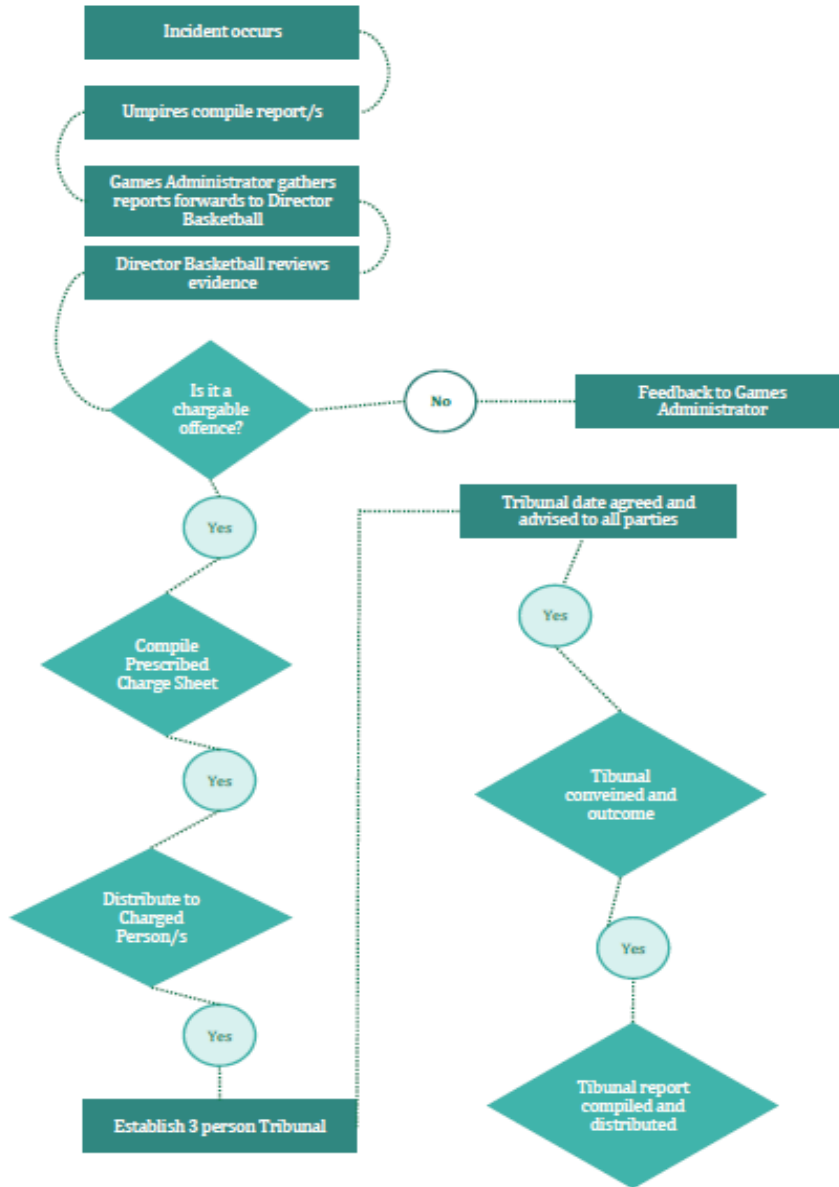 Incident occurs
Umpires compile report/s
Games Administrator gathers
reports forwards to Director
Basketball
Director Basketball reviews
evidence
Is it a
chargable
offence?
No
Feedback to Games
Administrator
Yes
Compile
Prescribed
Charge Sheet
Yes
Distribute to
Charged
Person/s
Yes
Establish 3 person Tribunal
Tribunal date agreed and
advised to all parties
Yes
Tibunal
conveined and
outcome
Yes
Tibunal report
compiled and
distributed